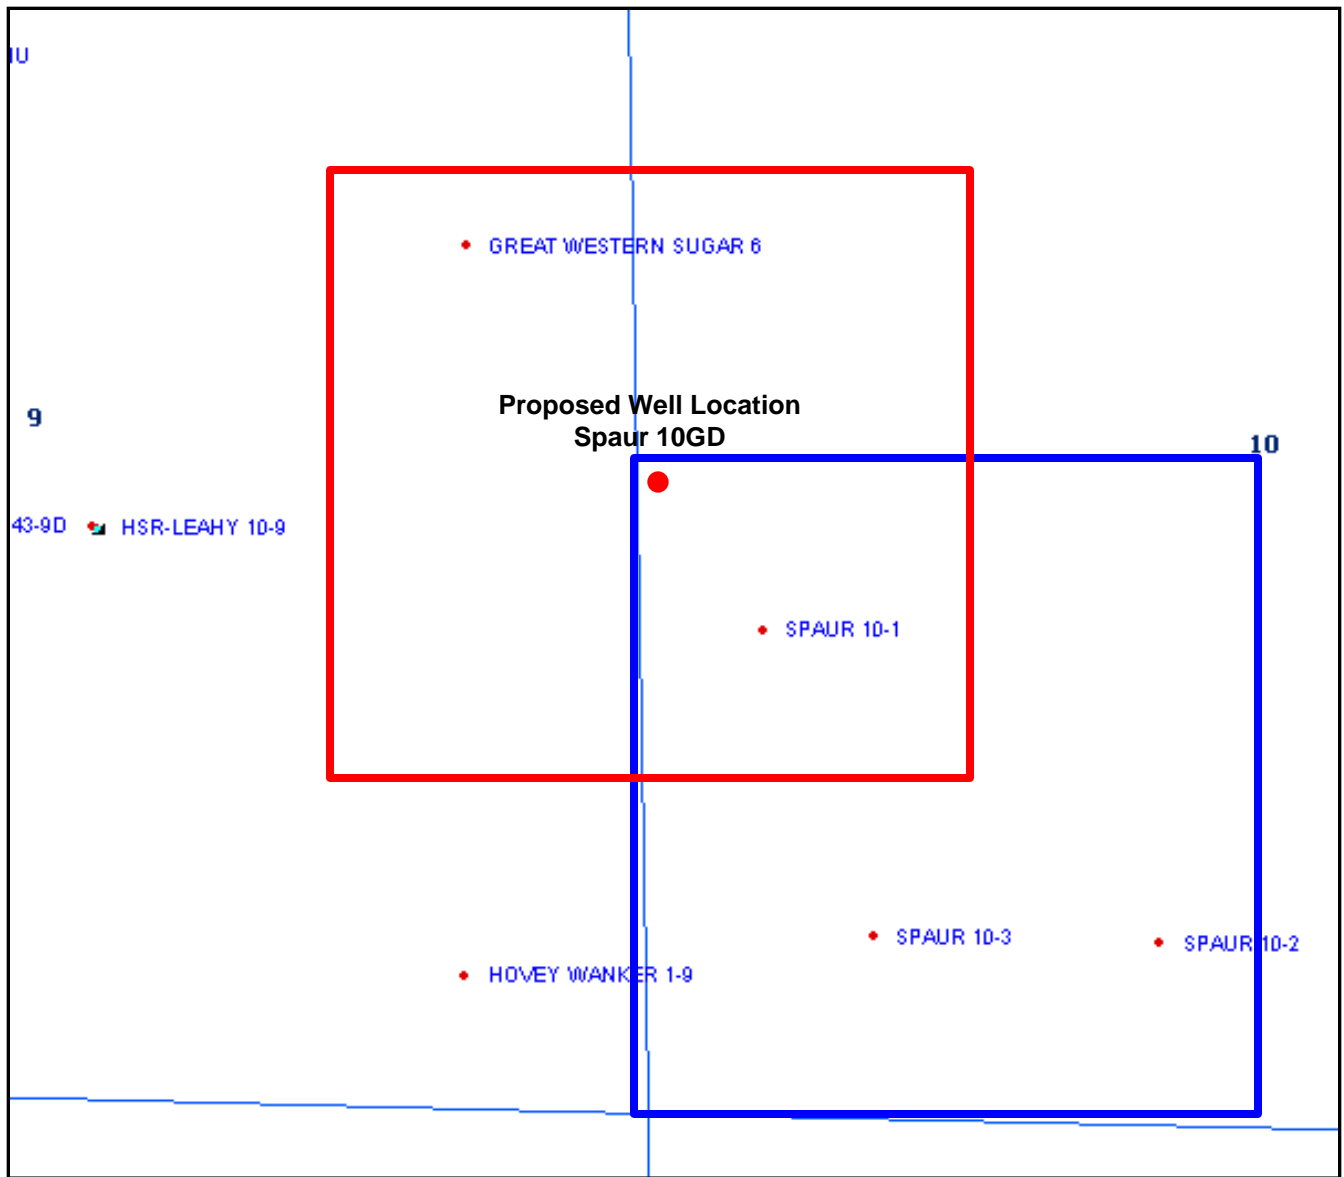 IU
GREAT WESTERN SUGAR 6
Proposed Well Location
Spaur 10GD
9
10
43-9D
HSR-LEAHY 10-9
SPAUR 10-1
SPAUR 10-3
SPAUR 10-2
HOVEY WANKER 1-9